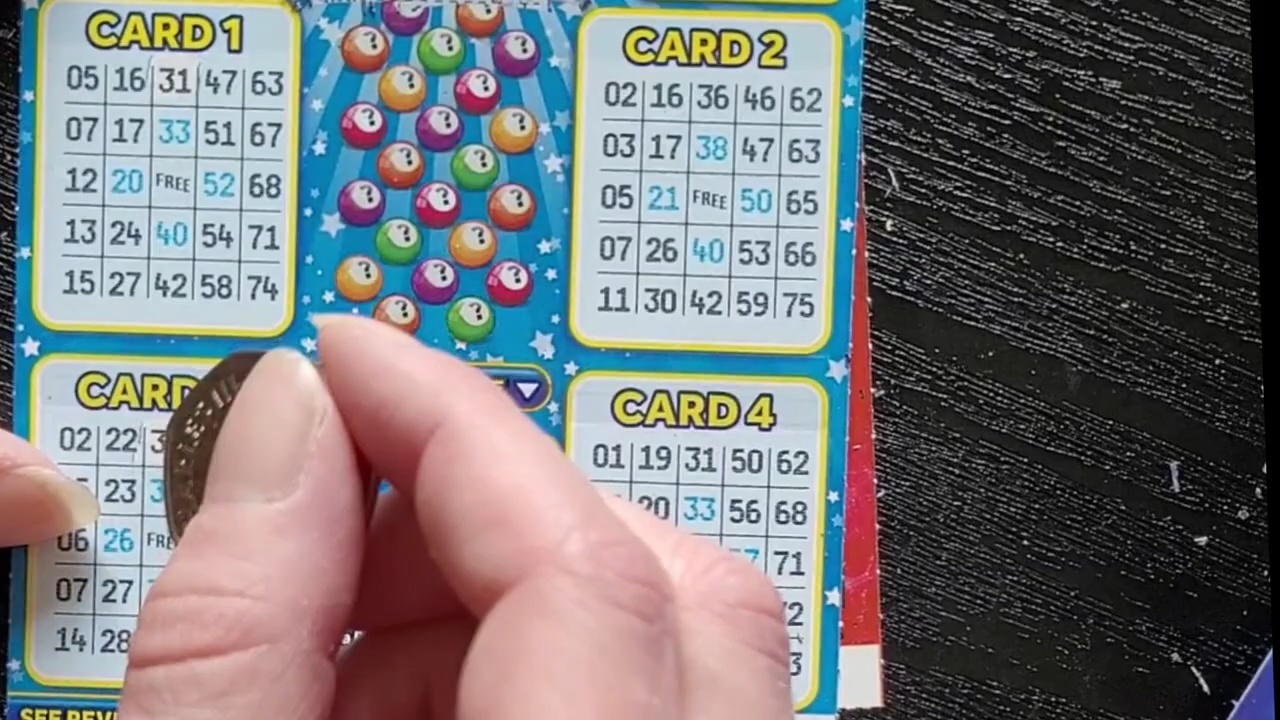 CARD 1
05 16 31 47 63
07 17 33 51 67
12 20 FREE 52 68
13 24 40 54 71
15 27 42 58 74
CARD 2
02 16 36 46 62
03 17 38 47 63
05 21 FREE 50 65
07 26 40 53 66
11 30 42 59 75
? ? ? ? ? ? ? ? ? ? ? ? ? ? ? ? ? ? ? ? ? ?
CARD
02 22
23
06 26
07 27
14 28
CARD 4
01 19 31 50 62
20 33 56 68
71
SEE